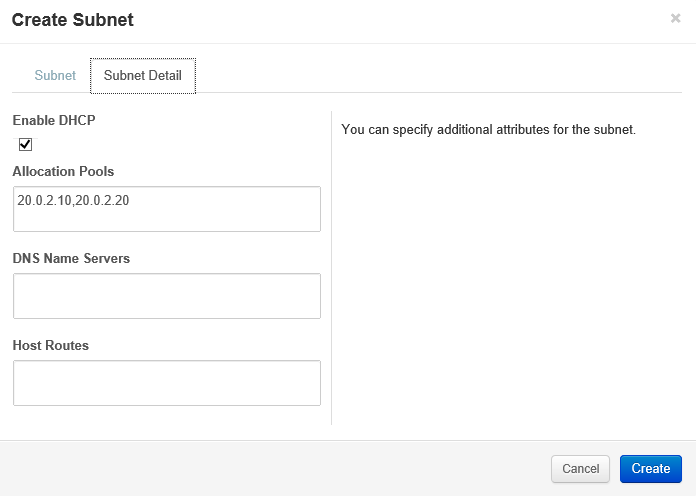 Create Subnet
×
Subnet
Subnet Detail
Enable DHCP
You can specify additional attributes for the subnet.
Allocation Pools
20.0.2.10,20.0.2.20
DNS Name Servers
Host Routes
Cancel
Create